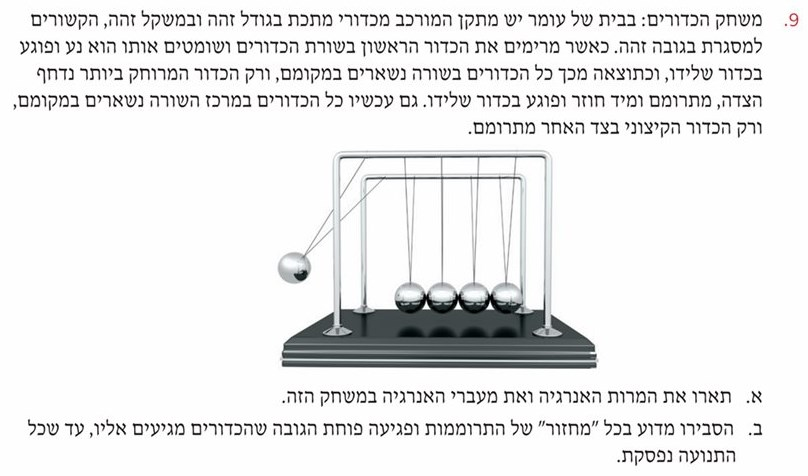 9. משחק הכדורים: בבית של עומר יש מתקן המורכב מכדורי מתכת בגודל זהה ובמשקל זהה, הקשורים
למסגרת בגובה זהה. כאשר מרימים את הכדור הראשון בשורת הכדורים ושומטים אותו הוא נע ופוגע
בכדור שלידו, וכתוצאה מכך כל הכדורים בשורה נשארים במקומם, ורק הכדור המרוחק ביותר נדחף
הצדה, מתרומם ומיד חוזר ופוגע בכדור שלידו. גם עכשיו כל הכדורים במרכז השורה נשארים במקומם,
ורק הכדור הקיצוני בצד האחר מתרומם.
א. תארו את המרות האנרגיה ואת מעברי האנרגיה במשחק הזה.
ב. הסבירו מדוע בכל "מחזור" של התרוממות ופגיעה פוחת הגובה שהכדורים מגיעים אליו, עד שכל
התנועה נפסקת.